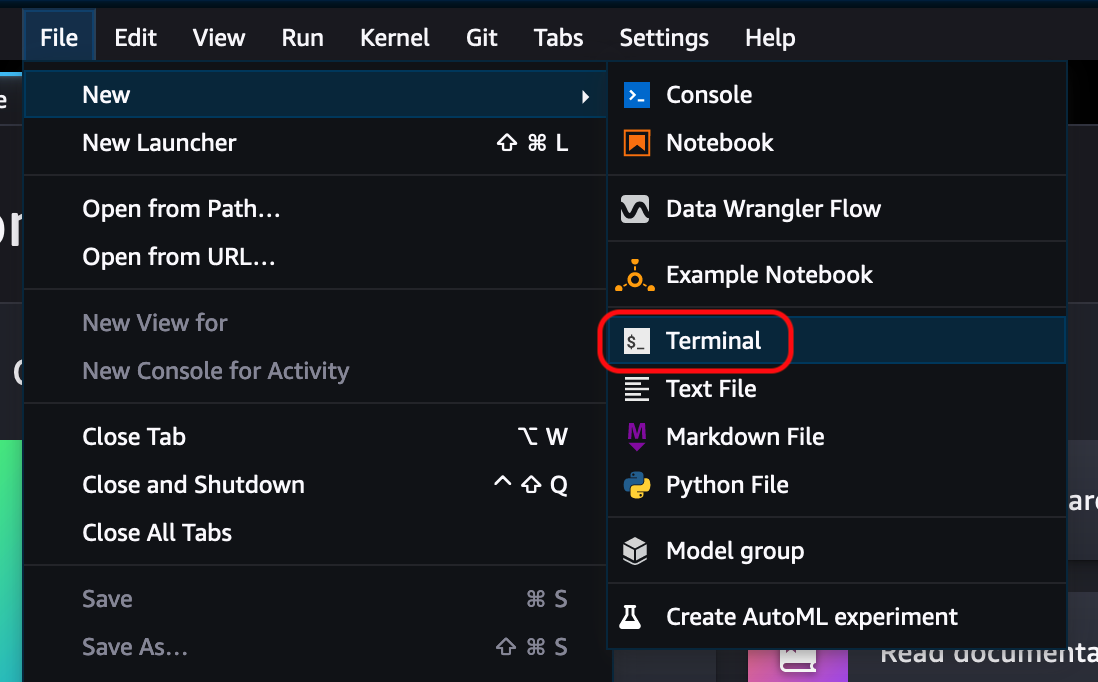 File Edit View Run Kernel Git Tabs Settings Help
New
New Launcher ⇧ ⌘ L
Open from Path...
Open from URL...
New View for
New Console for Activity
Close Tab ⌥ W
Close and Shutdown ^ ⇧ Q
Close All Tabs
Save ⌘ S
Save As... ⇧ ⌘ S
Console
Notebook
Data Wrangler Flow
Example Notebook
$_ Terminal
Text File
Markdown File
Python File
Model group
Create AutoML experiment
Read documenta